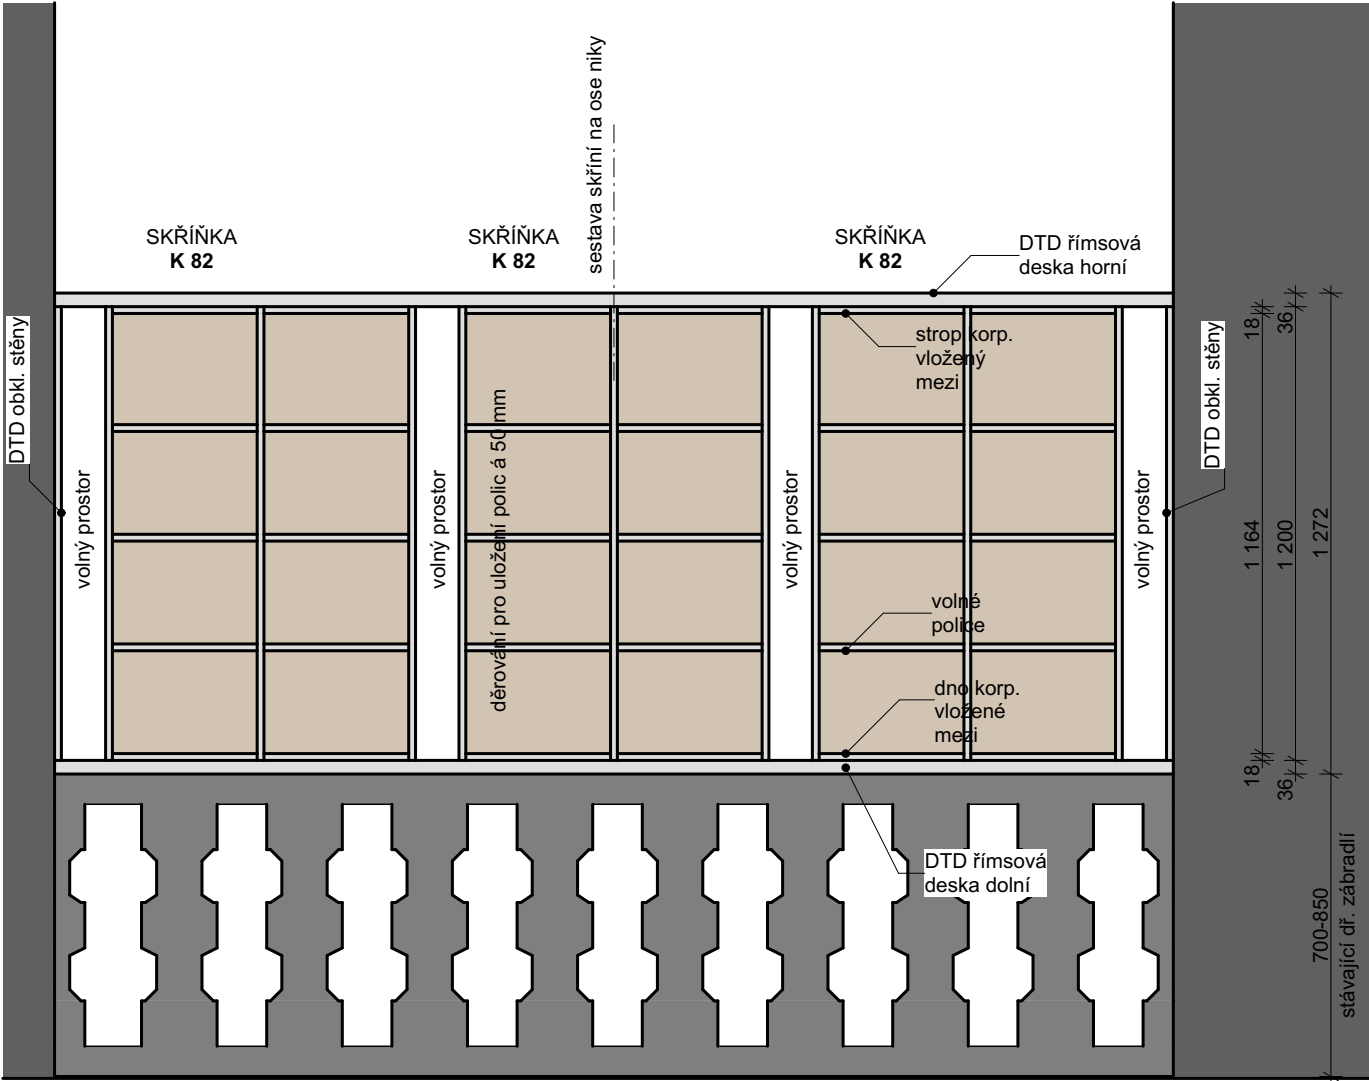 sestava skříní na ose niky
SKŘÍŇKA
K 82
SKŘÍŇKA
K 82
SKŘÍŇKA
K 82
DTD římsová
deska horní
DTD obkl. stěny
volný prostor
volný prostor
děrování pro uložení polic á 50 mm
volný prostor
strop korp.
vložený
mezi
volné
police
dno korp.
vložené
mezi
volný prostor
DTD obkl. stěny
18
36
1 164
1 200
1 272
18
36
DTD římsová
deska dolní
700-850
stávající dř. zábradlí